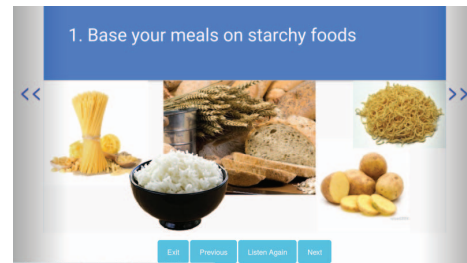 1. Base your meals on starchy foods
<< >>
Exit Previous Listen Again Next